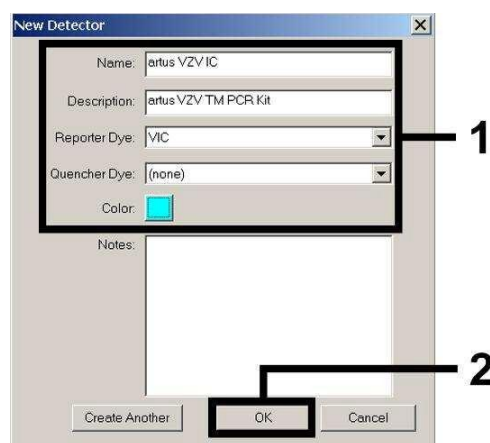 New Detector
Name: artus VZV IC
Description: artus VZV TM PCR Kit
Reporter Dye: VIC
1
Quencher Dye: (none)
Color:
Notes:
2
Create Another OK Cancel